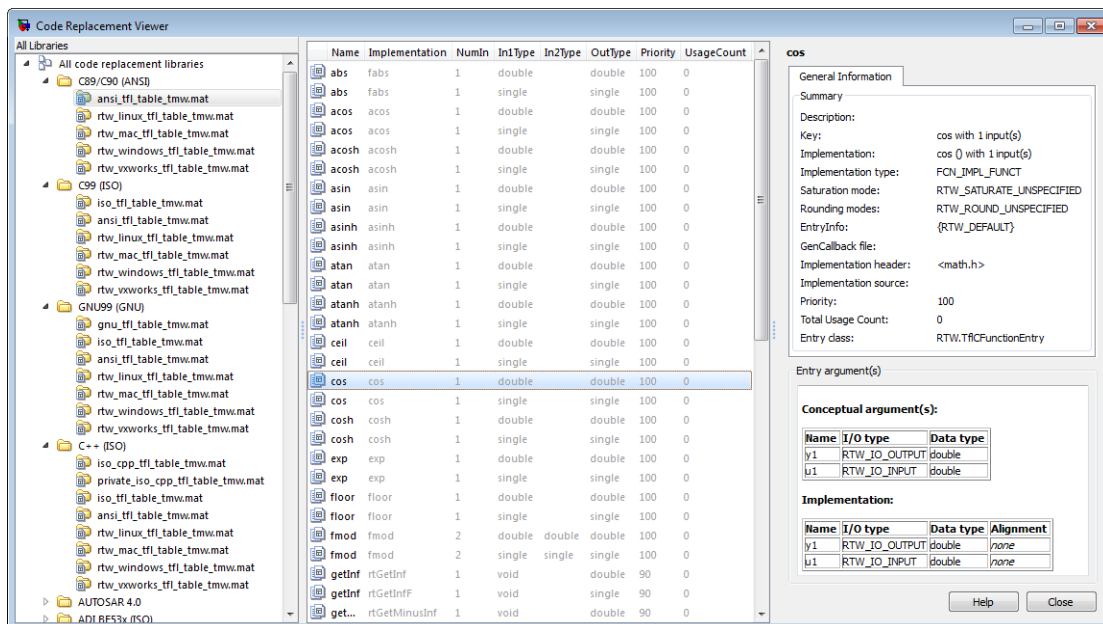 Code Replacement Viewer
All Libraries
All code replacement libraries
C89/C90 (ANSI)
ansi_tfl_table_tmw.mat
rtw_linux_tfl_table_tmw.mat
rtw_mac_tfl_table_tmw.mat
rtw_windows_tfl_table_tmw.mat
rtw_vxworks_tfl_table_tmw.mat
C99 (ISO)
iso_tfl_table_tmw.mat
ansi_tfl_table_tmw.mat
rtw_linux_tfl_table_tmw.mat
rtw_mac_tfl_table_tmw.mat
rtw_windows_tfl_table_tmw.mat
rtw_vxworks_tfl_table_tmw.mat
GNU99 (GNU)
gnu_tfl_table_tmw.mat
iso_tfl_table_tmw.mat
ansi_tfl_table_tmw.mat
rtw_linux_tfl_table_tmw.mat
rtw_mac_tfl_table_tmw.mat
rtw_windows_tfl_table_tmw.mat
rtw_vxworks_tfl_table_tmw.mat
C++ (ISO)
iso_cpp_tfl_table_tmw.mat
private_iso_cpp_tfl_table_tmw.mat
iso_tfl_table_tmw.mat
ansi_tfl_table_tmw.mat
rtw_linux_tfl_table_tmw.mat
rtw_mac_tfl_table_tmw.mat
rtw_windows_tfl_table_tmw.mat
rtw_vxworks_tfl_table_tmw.mat
AUTOSAR 4.0
ADI BF53x (ISO)
Name Implementation NumIn In1Type In2Type OutType Priority UsageCount
abs fabs 1 double double 100 0
abs fabs 1 single single 100 0
acos acos 1 double double 100 0
acos acos 1 single single 100 0
acosh acosh 1 double double 100 0
acosh acosh 1 single single 100 0
asin asin 1 double double 100 0
asin asin 1 single single 100 0
asinh asinh 1 double double 100 0
asinh asinh 1 single single 100 0
atan atan 1 double double 100 0
atan atan 1 single single 100 0
atanh atanh 1 double double 100 0
atanh atanh 1 single single 100 0
ceil ceil 1 double double 100 0
ceil ceil 1 single single 100 0
cos cos 1 double double 100 0
cos cos 1 single single 100 0
cosh cosh 1 double double 100 0
cosh cosh 1 single single 100 0
exp exp 1 double double 100 0
exp exp 1 single single 100 0
floor floor 1 double double 100 0
floor floor 1 single single 100 0
fmod fmod 2 double double double 100 0
fmod fmod 2 single single single 100 0
getInf rtGetInf 1 void double 90 0
getInf rtGetInfF 1 void single 90 0
get... rtGetMinusInf 1 void double 90 0
cos
General Information
Summary
Description:
Key: cos with 1 input(s)
Implementation: cos () with 1 input(s)
Implementation type: FCN_IMPL_FUNCT
Saturation mode: RTW_SATURATE_UNSPECIFIED
Rounding modes: RTW_ROUND_UNSPECIFIED
EntryInfo: {RTW_DEFAULT}
GenCallback file:
Implementation header: <math.h>
Implementation source:
Priority: 100
Total Usage Count: 0
Entry class: RTW.TflCFunctionEntry
Entry argument(s)
Conceptual argument(s):
Name I/O type Data type
y1 RTW_IO_OUTPUT double
u1 RTW_IO_INPUT double
Implementation:
Name I/O type Data type Alignment
y1 RTW_IO_OUTPUT double none
u1 RTW_IO_INPUT double none
Help Close